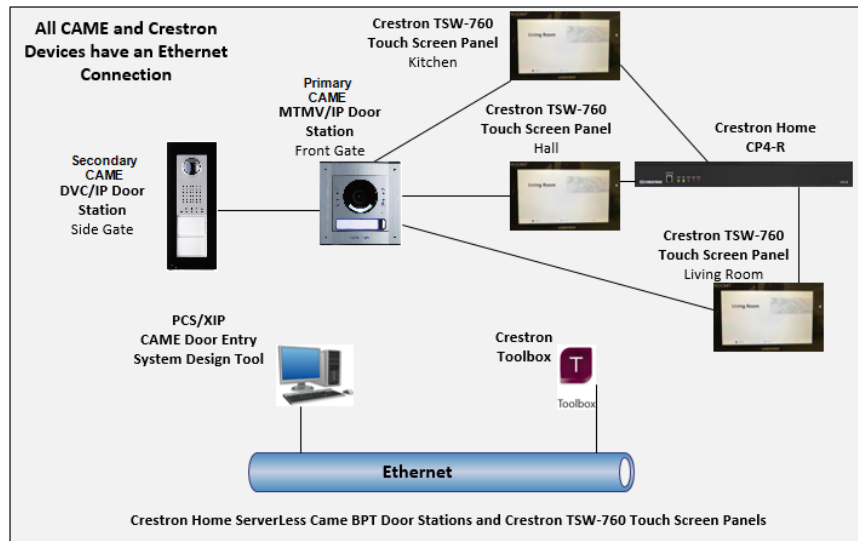 All CAME and Crestron
Devices have an Ethernet
Connection
Crestron TSW-760
Touch Screen Panel
Kitchen
Living Room
Primary
CAME
MTMV/IP Door
Station
Front Gate
Crestron TSW-760
Touch Screen Panel
Hall
Living Room
Crestron Home
CP4-R
Secondary
CAME
DVC/IP Door
Station
Side Gate
Crestron TSW-760
Touch Screen Panel
Living Room
Living Room
PCS/XIP
CAME Door Entry
System Design Tool
Crestron
Toolbox
T
Toolbox
Ethernet
Crestron Home ServerLess Came BPT Door Stations and Crestron TSW-760 Touch Screen Panels